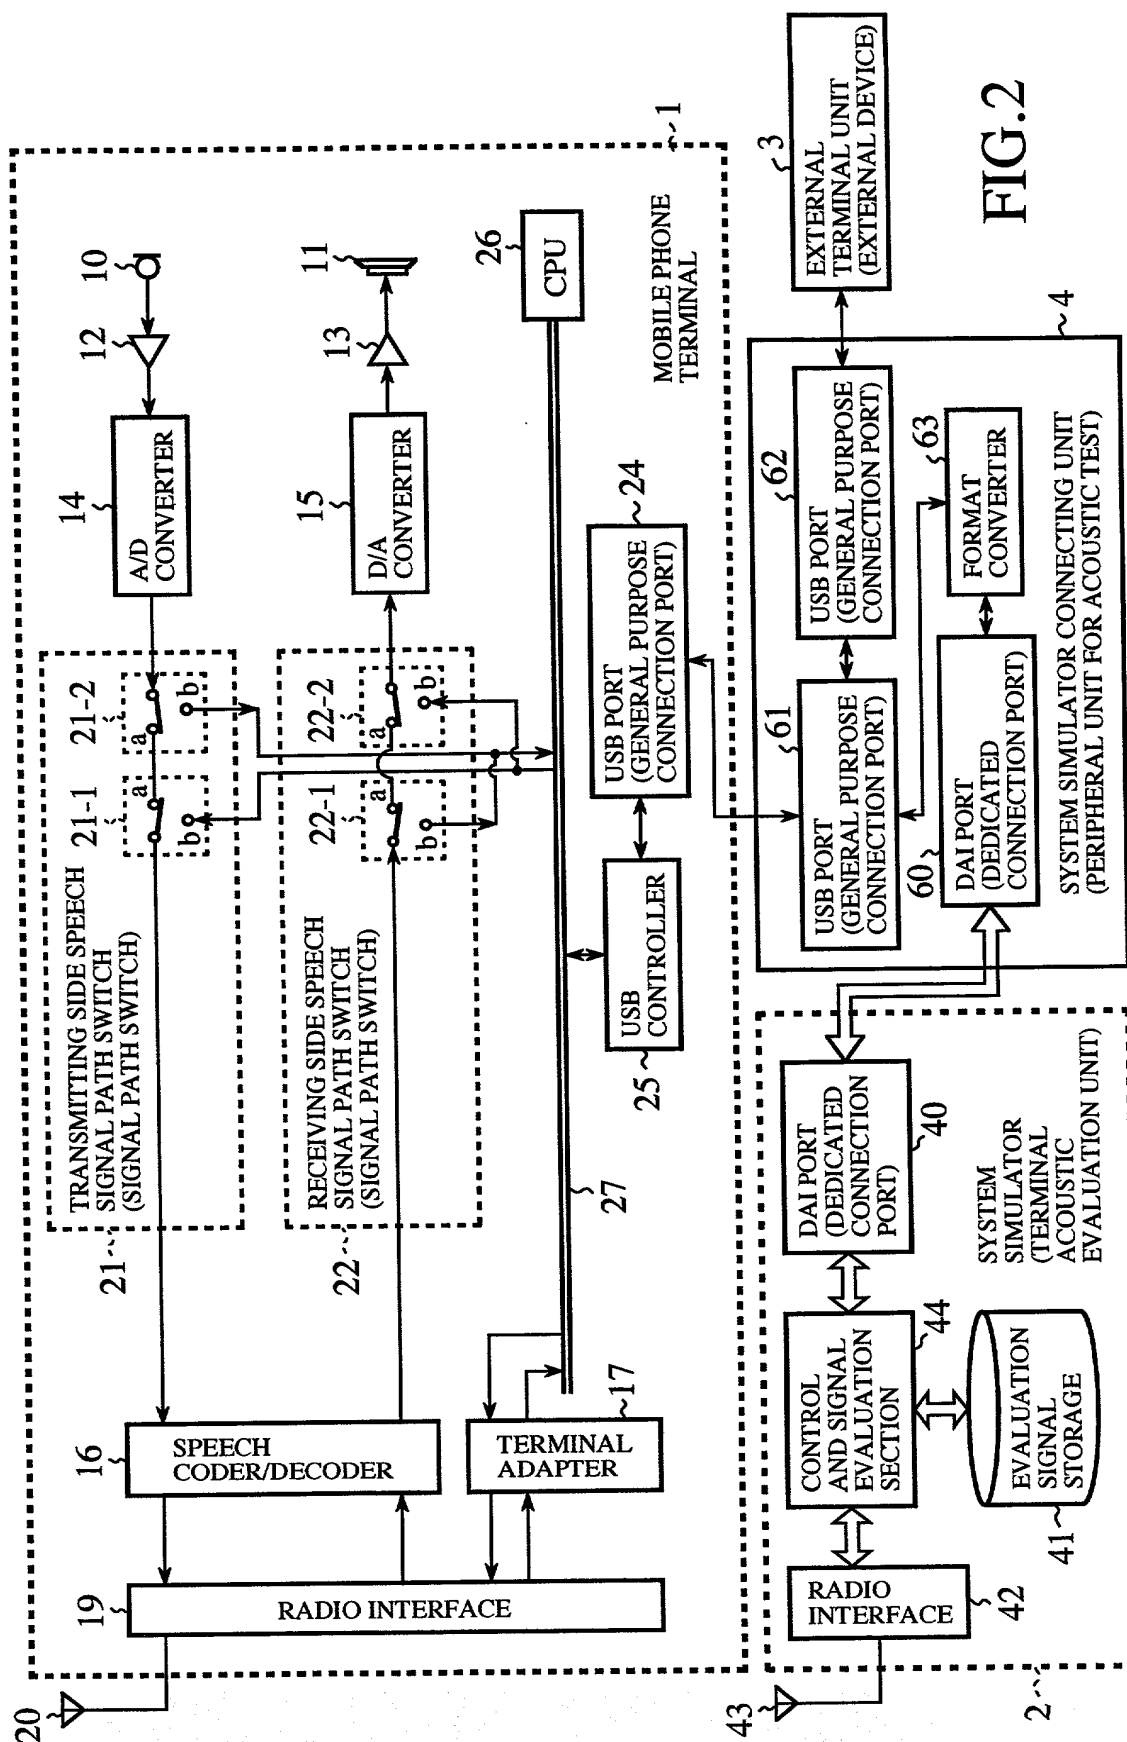 FIG.2
1
MOBILE PHONE
TERMINAL
10
12
14
A/D
CONVERTER
11
13
15
D/A
CONVERTER
26
CPU
21-2
a
b
21-1
a
b
TRANSMITTING SIDE SPEECH
SIGNAL PATH SWITCH
(SIGNAL PATH SWITCH)
21
22-2
a
b
22-1
a
b
RECEIVING SIDE SPEECH
SIGNAL PATH SWITCH
(SIGNAL PATH SWITCH)
22
24
USB PORT
(GENERAL PURPOSE
CONNECTION PORT)
USB
CONTROLLER
25
27
16
SPEECH
CODER/DECODER
17
TERMINAL
ADAPTER
19
RADIO INTERFACE
20
3
EXTERNAL
TERMINAL UNIT
(EXTERNAL DEVICE)
4
62
USB PORT
(GENERAL PURPOSE
CONNECTION PORT)
63
FORMAT
CONVERTER
61
USB PORT
(GENERAL PURPOSE
CONNECTION PORT)
60
DAI PORT
(DEDICATED
CONNECTION PORT)
SYSTEM SIMULATOR CONNECTING UNIT
(PERIPHERAL UNIT FOR ACOUSTIC TEST)
DAI PORT
(DEDICATED
CONNECTION
PORT)
40
SYSTEM
SIMULATOR
(TERMINAL
ACOUSTIC
EVALUATION UNIT)
CONTROL
AND SIGNAL
EVALUATION
SECTION
44
EVALUATION
SIGNAL
STORAGE
41
RADIO
INTERFACE
42
43
2